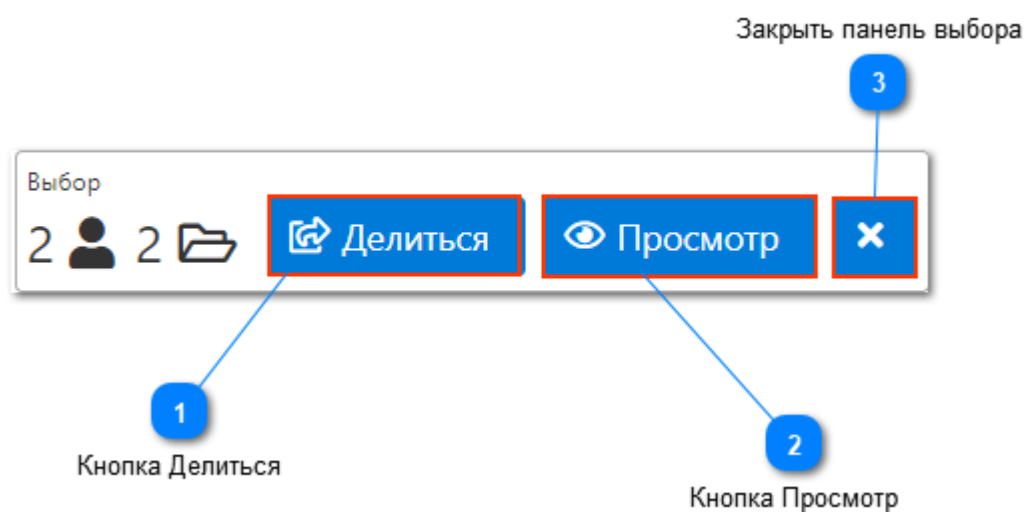 Закрыть панель выбора
3
Выбор
2 2 Делиться Просмотр
1
Кнопка Делиться
2
Кнопка Просмотр